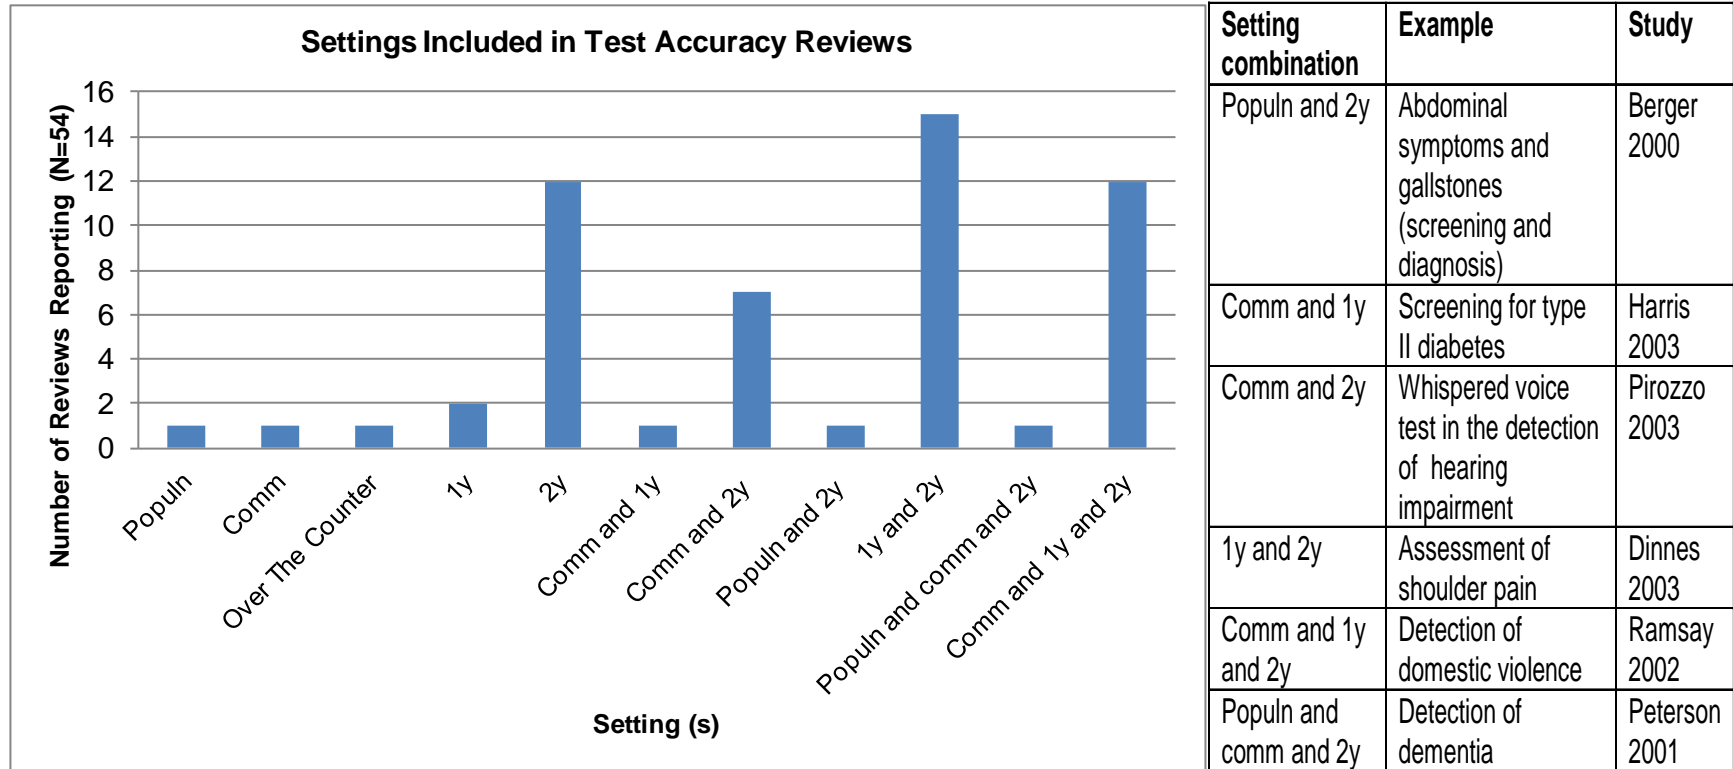 Settings Included in Test Accuracy Reviews
Number of Reviews Reporting (N=54)
16
14
12
10
8
6
4
2
0
Populn
Comm
Over The Counter
1y
2y
Comm and 1y
Comm and 2y
Populn and 2y
1y and 2y
Populn and comm and 2y
Comm and 1y and 2y
Setting (s)
Setting combination
Example
Study
Populn and 2y
Abdominal
symptoms and
gallstones
(screening and
diagnosis)
Berger
2000
Comm and 1y
Screening for type
II diabetes
Harris
2003
Comm and 2y
Whispered voice
test in the detection
of hearing
impairment
Pirozzo
2003
1y and 2y
Assessment of
shoulder pain
Dinnes
2003
Comm and 1y
and 2y
Detection of
domestic violence
Ramsay
2002
Populn and
comm and 2y
Detection of
dementia
Peterson
2001